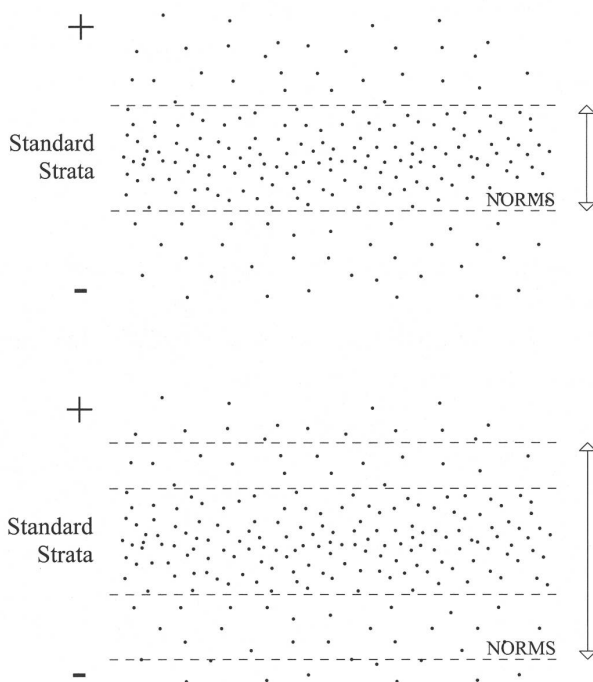 +
Standard
Strata
NORMS
-
+
Standard
Strata
NORMS
-